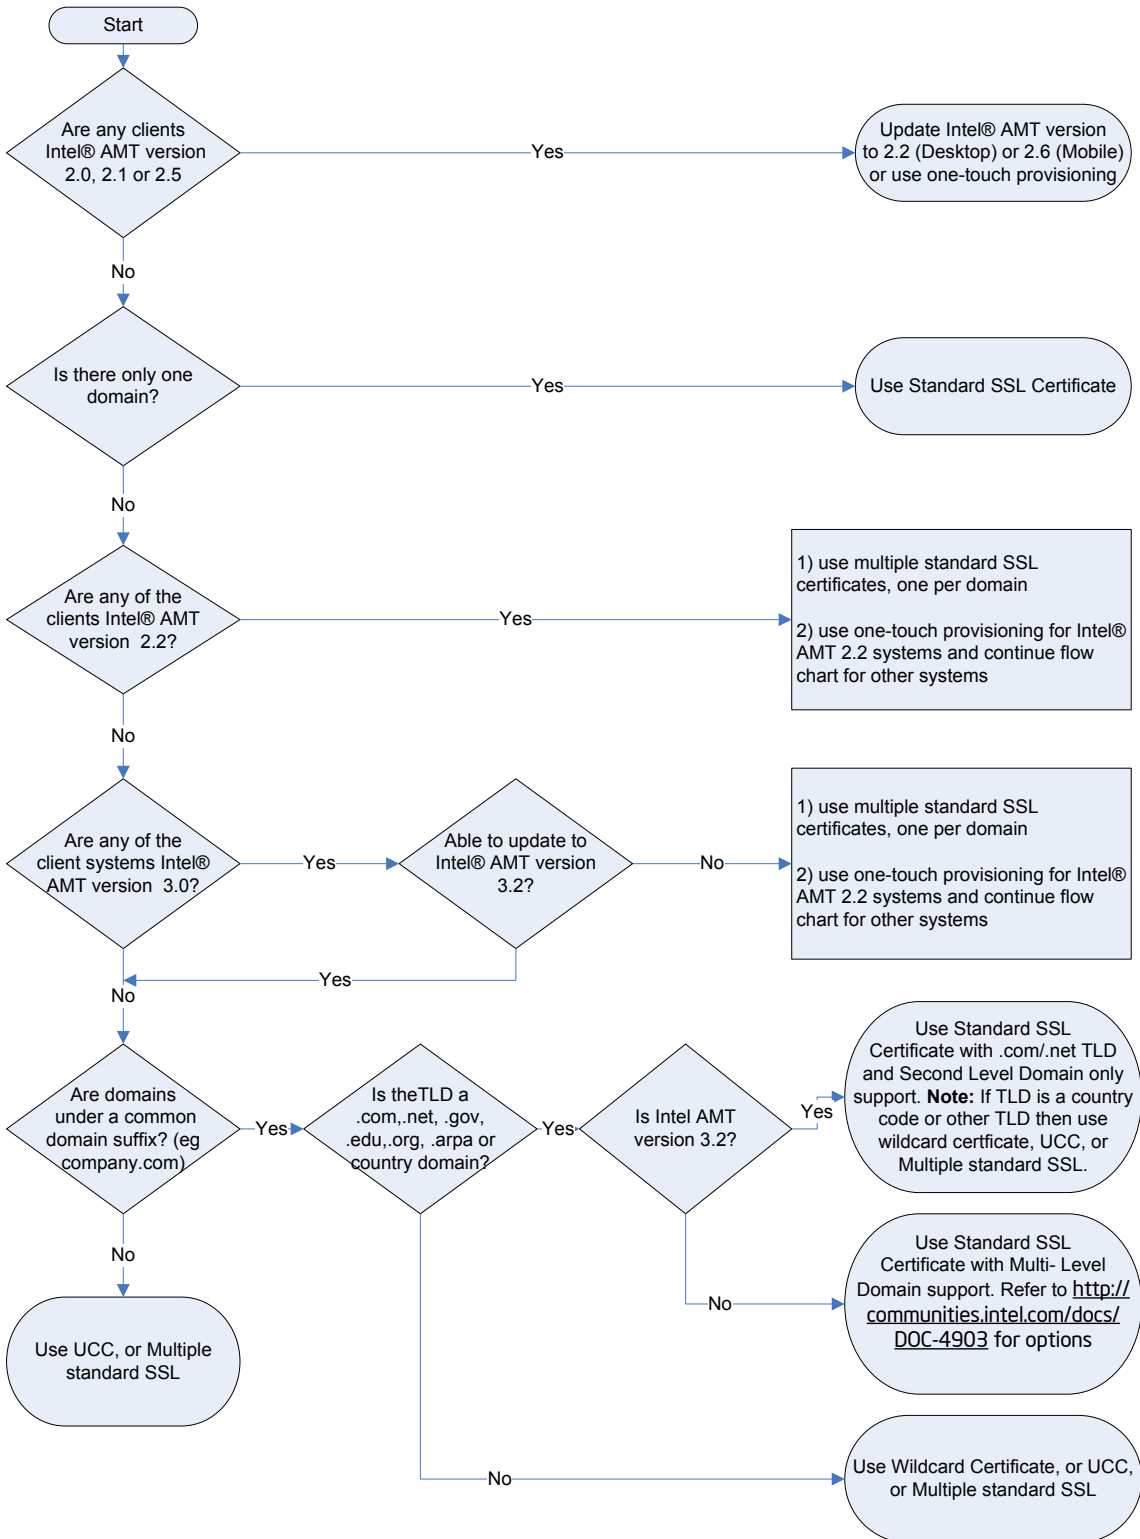 Start
Are any clients
Intel® AMT version
2.0, 2.1 or 2.5
Yes
Update Intel® AMT version
to 2.2 (Desktop) or 2.6 (Mobile)
or use one-touch provisioning
No
Is there only one
domain?
Yes
Use Standard SSL Certificate
No
Are any of the
clients Intel® AMT
version 2.2?
Yes
1) use multiple standard SSL
certificates, one per domain
2) use one-touch provisioning for Intel®
AMT 2.2 systems and continue flow
chart for other systems
No
Are any of the
client systems Intel®
AMT version 3.0?
Yes
Able to update to
Intel® AMT version
3.2?
No
1) use multiple standard SSL
certificates, one per domain
2) use one-touch provisioning for Intel®
AMT 2.2 systems and continue flow
chart for other systems
Yes
No
Are domains
under a common
domain suffix? (eg
company.com)
Yes
Is theTLD a
.com,.net, .gov,
.edu,.org, .arpa or
country domain?
Yes
Is Intel AMT
version 3.2?
Yes
Use Standard SSL
Certificate with .com/.net TLD
and Second Level Domain only
support. Note: If TLD is a country
code or other TLD then use
wildcard certficate, UCC, or
Multiple standard SSL.
No
Use UCC, or Multiple
standard SSL
No
Use Standard SSL
Certificate with Multi- Level
Domain support. Refer to http://
communities.intel.com/docs/
DOC-4903 for options
No
Use Wildcard Certificate, or UCC,
or Multiple standard SSL